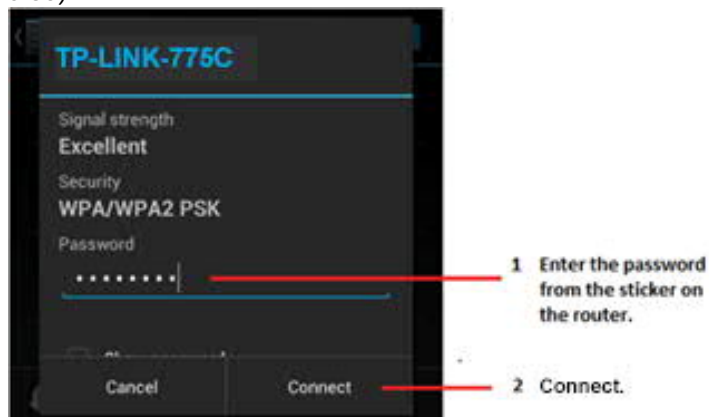 TP-LINK-775C
Signal strength
Excellent
Security
WPA/WPA2 PSK
Password
........
1 Enter the password
from the sticker on
the router.
Cancel
Connect
2 Connect.